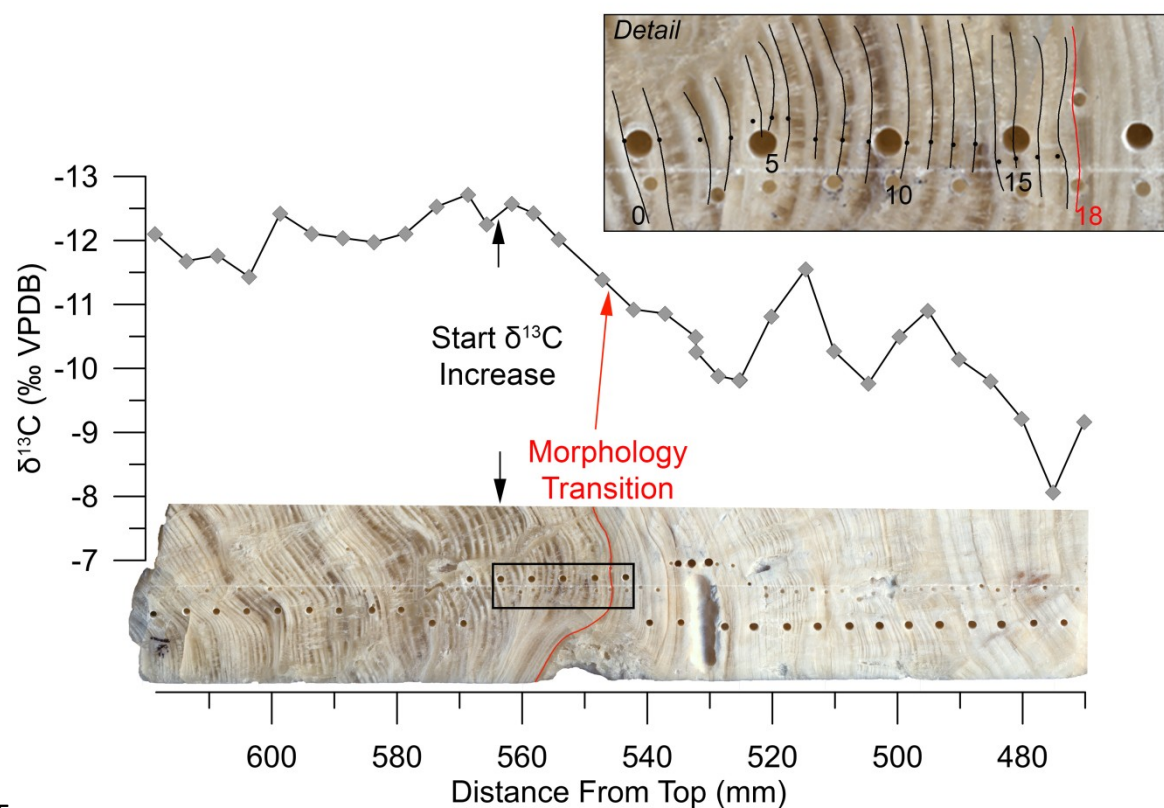 Detail
0
5
10
15
18
-13
-12
-11
-10
-9
-8
-7
δ¹³C (‰ VPDB)
Start δ¹³C
Increase
Morphology
Transition
600
580
560
540
520
500
480
Distance From Top (mm)